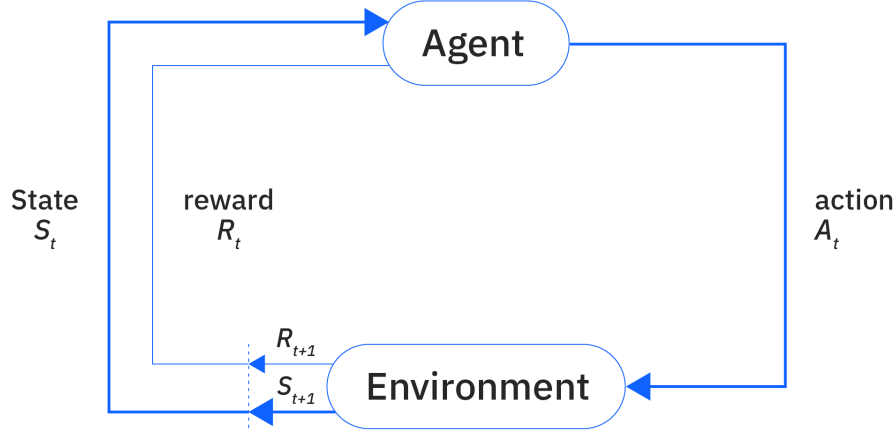 Agent
State
S_t
reward
R_t
action
A_t
R_t+1
S_t+1
Environment